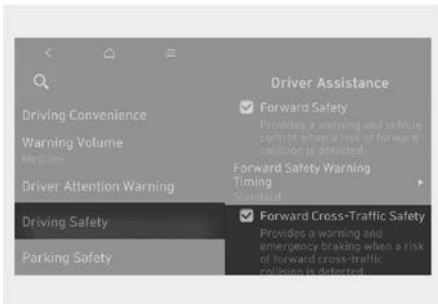 Driver Assistance
Driving Convenience
Warning Volume
Medium
Driver Attention Warning
Driving Safety
Parking Safety
Forward Safety
Provides a warning and vehicle
control when a risk of forward
collision is detected
Forward Safety Warning
Timing
Standard
Forward Cross-Traffic Safety
Provides a warning and
emergency braking when a risk
of forward cross-traffic
collision is detected